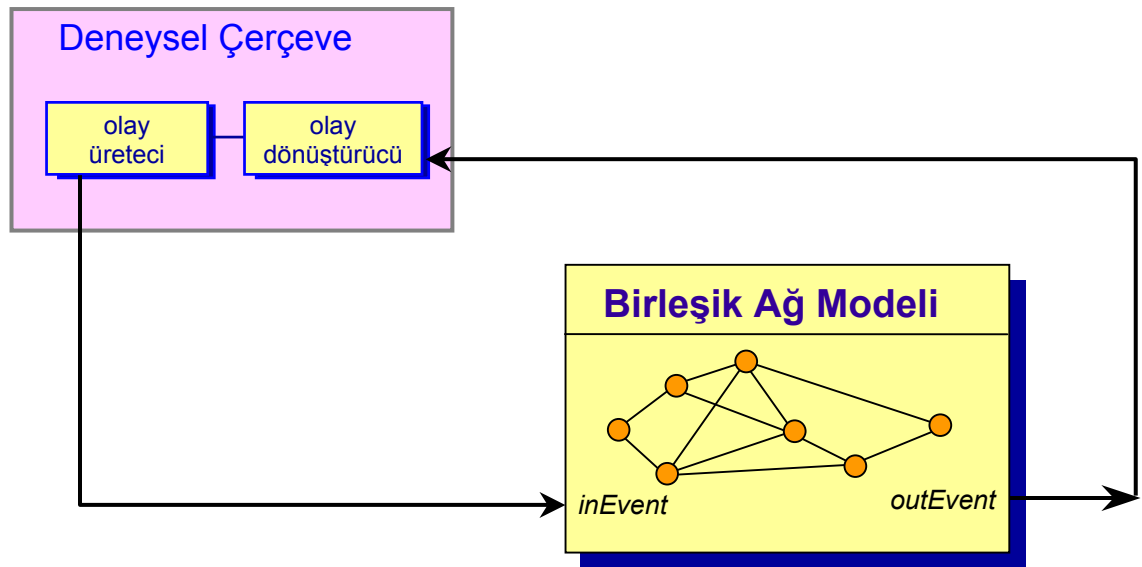 Deneysel Çerçeve
olay
üreteci
olay
dönüştürücü
Birleşik Ağ Modeli
inEvent
outEvent